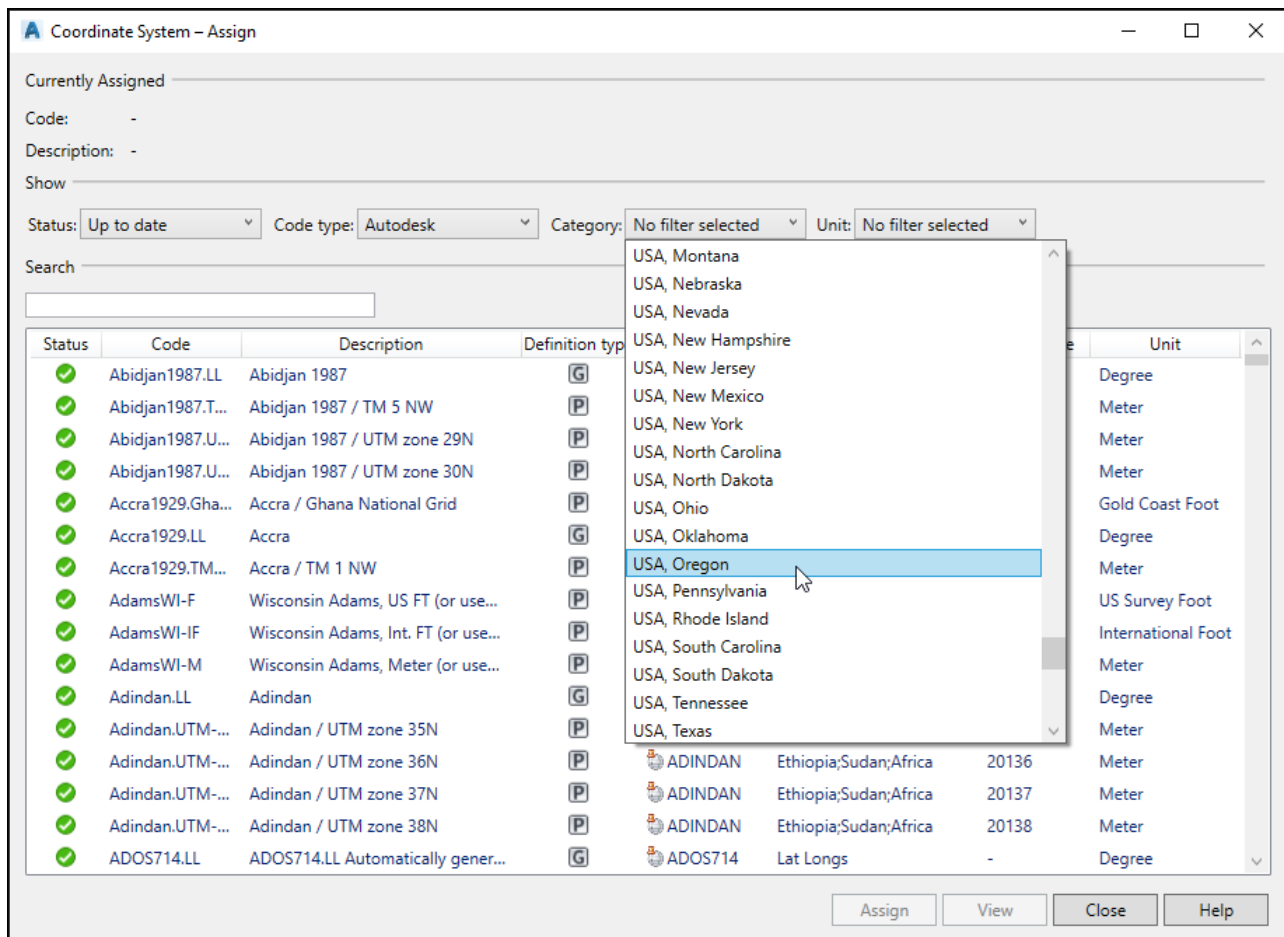 Coordinate System – Assign
Currently Assigned
Code: -
Description: -
Show
Status: Up to date Code type: Autodesk Category: No filter selected Unit: No filter selected
Search
USA, Montana
USA, Nebraska
USA, Nevada
USA, New Hampshire
USA, New Jersey
USA, New Mexico
USA, New York
USA, North Carolina
USA, North Dakota
USA, Ohio
USA, Oklahoma
USA, Oregon
USA, Pennsylvania
USA, Rhode Island
USA, South Carolina
USA, South Dakota
USA, Tennessee
USA, Texas
Status Code Description Definition typ e Unit
Abidjan1987.LL Abidjan 1987 G Degree
Abidjan1987.T... Abidjan 1987 / TM 5 NW P Meter
Abidjan1987.U... Abidjan 1987 / UTM zone 29N P Meter
Abidjan1987.U... Abidjan 1987 / UTM zone 30N P Meter
Accra1929.Gha... Accra / Ghana National Grid P Gold Coast Foot
Accra1929.LL Accra G Degree
Accra1929.TM... Accra / TM 1 NW P Meter
AdamsWI-F Wisconsin Adams, US FT (or use... P US Survey Foot
AdamsWI-IF Wisconsin Adams, Int. FT (or use... P International Foot
AdamsWI-M Wisconsin Adams, Meter (or use... P Meter
Adindan.LL Adindan G Degree
Adindan.UTM-... Adindan / UTM zone 35N P Meter
Adindan.UTM-... Adindan / UTM zone 36N P ADINDAN Ethiopia;Sudan;Africa 20136 Meter
Adindan.UTM-... Adindan / UTM zone 37N P ADINDAN Ethiopia;Sudan;Africa 20137 Meter
Adindan.UTM-... Adindan / UTM zone 38N P ADINDAN Ethiopia;Sudan;Africa 20138 Meter
ADOS714.LL ADOS714.LL Automatically gener... G ADOS714 Lat Longs - Degree
Assign View Close Help